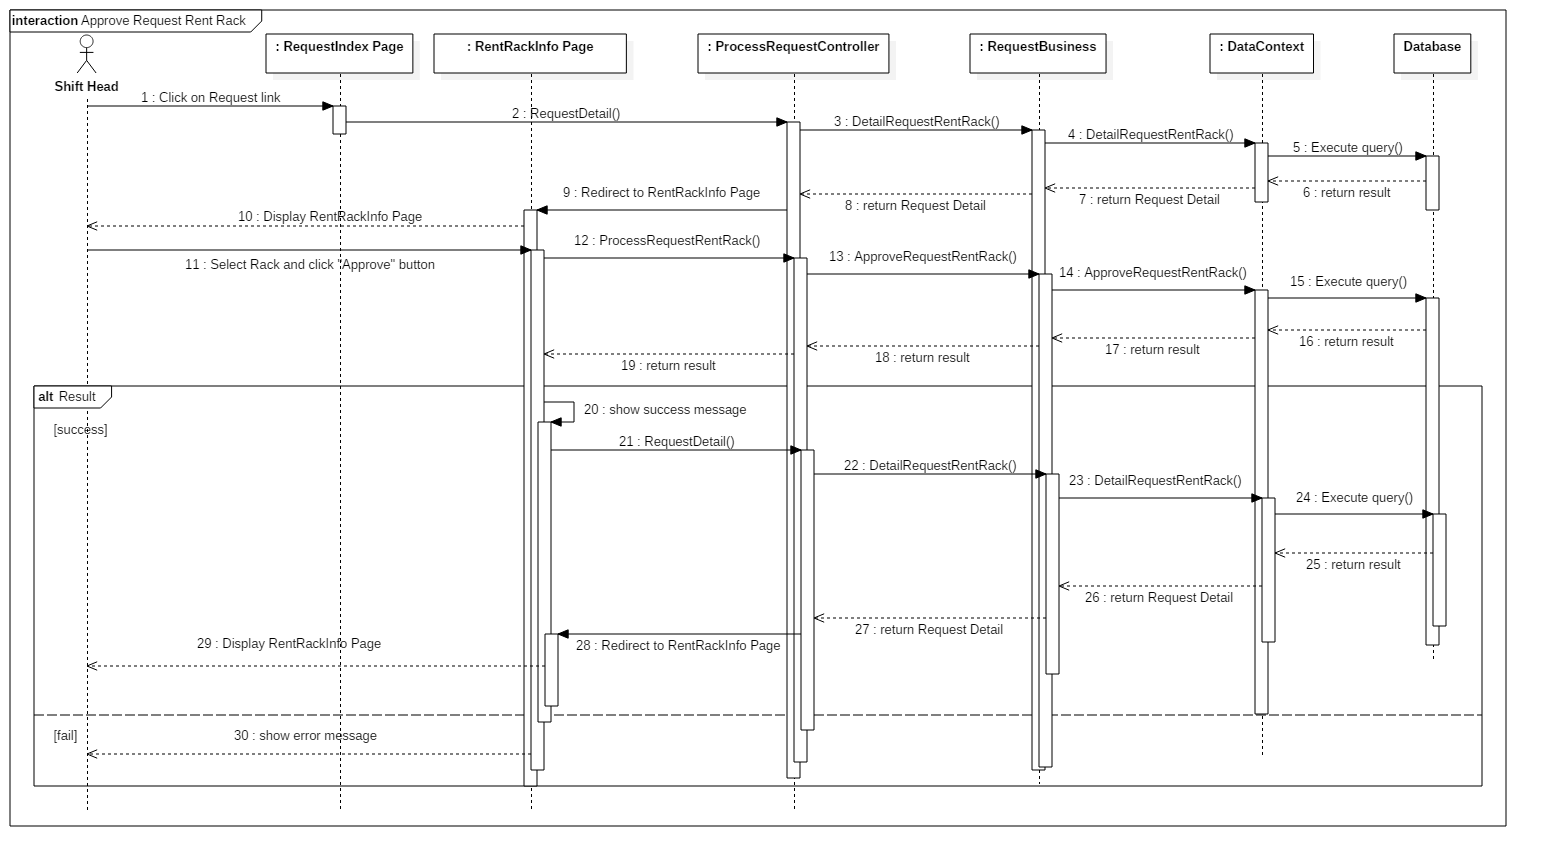 interaction Approve Request Rent Rack
Shift Head
: RequestIndex Page
: RentRackInfo Page
: ProcessRequestController
: RequestBusiness
: DataContext
Database
1 : Click on Request link
2 : RequestDetail()
3 : DetailRequestRentRack()
4 : DetailRequestRentRack()
5 : Execute query()
6 : return result
7 : return Request Detail
8 : return Request Detail
9 : Redirect to RentRackInfo Page
10 : Display RentRackInfo Page
11 : Select Rack and click "Approve" button
12 : ProcessRequestRentRack()
13 : ApproveRequestRentRack()
14 : ApproveRequestRentRack()
15 : Execute query()
16 : return result
17 : return result
18 : return result
19 : return result
alt Result
[success]
20 : show success message
21 : RequestDetail()
22 : DetailRequestRentRack()
23 : DetailRequestRentRack()
24 : Execute query()
25 : return result
26 : return Request Detail
27 : return Request Detail
28 : Redirect to RentRackInfo Page
29 : Display RentRackInfo Page
[fail]
30 : show error message